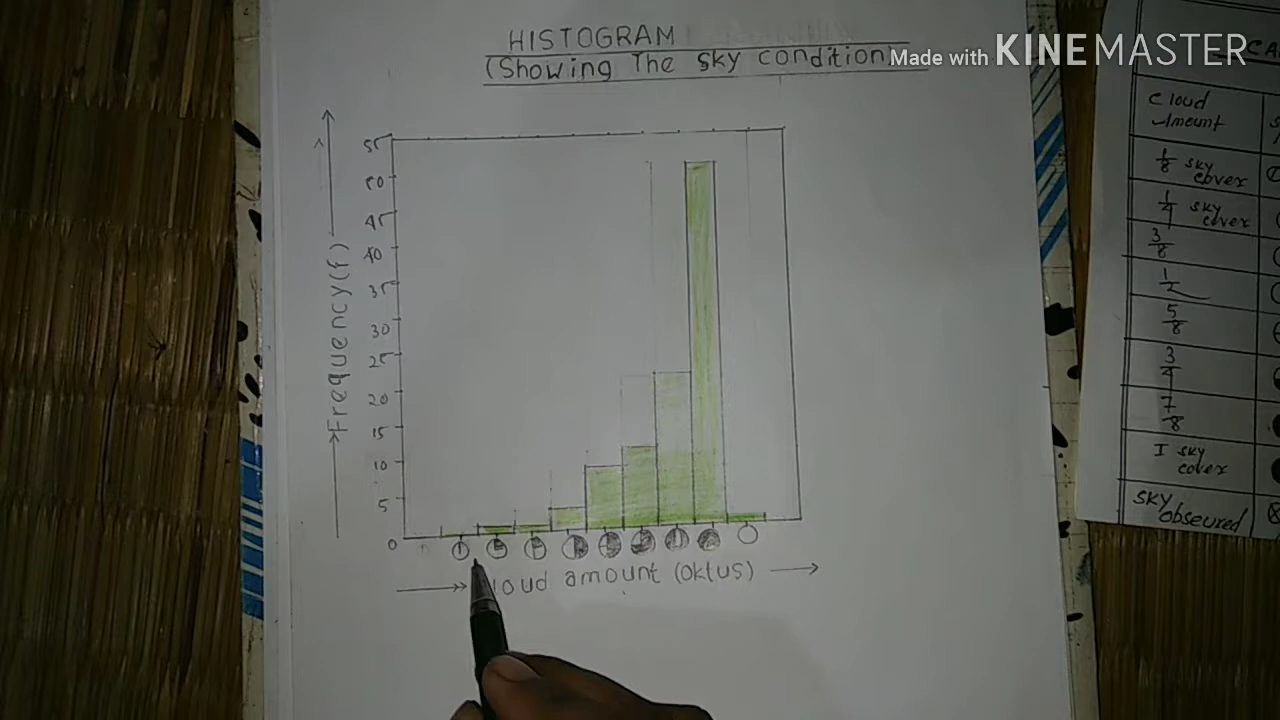 HISTOGRAM
(Showing The sky condition)
Made with KINEMASTER
Frequency(f)
55
50
45
40
35
30
25
20
15
10
5
0
Cloud amount (oktus)
Cloud
Amount
1/8 sky cover
1/4 sky cover
3/8
1/2
5/8
3/4
7/8
I sky
cover
sky
obseured